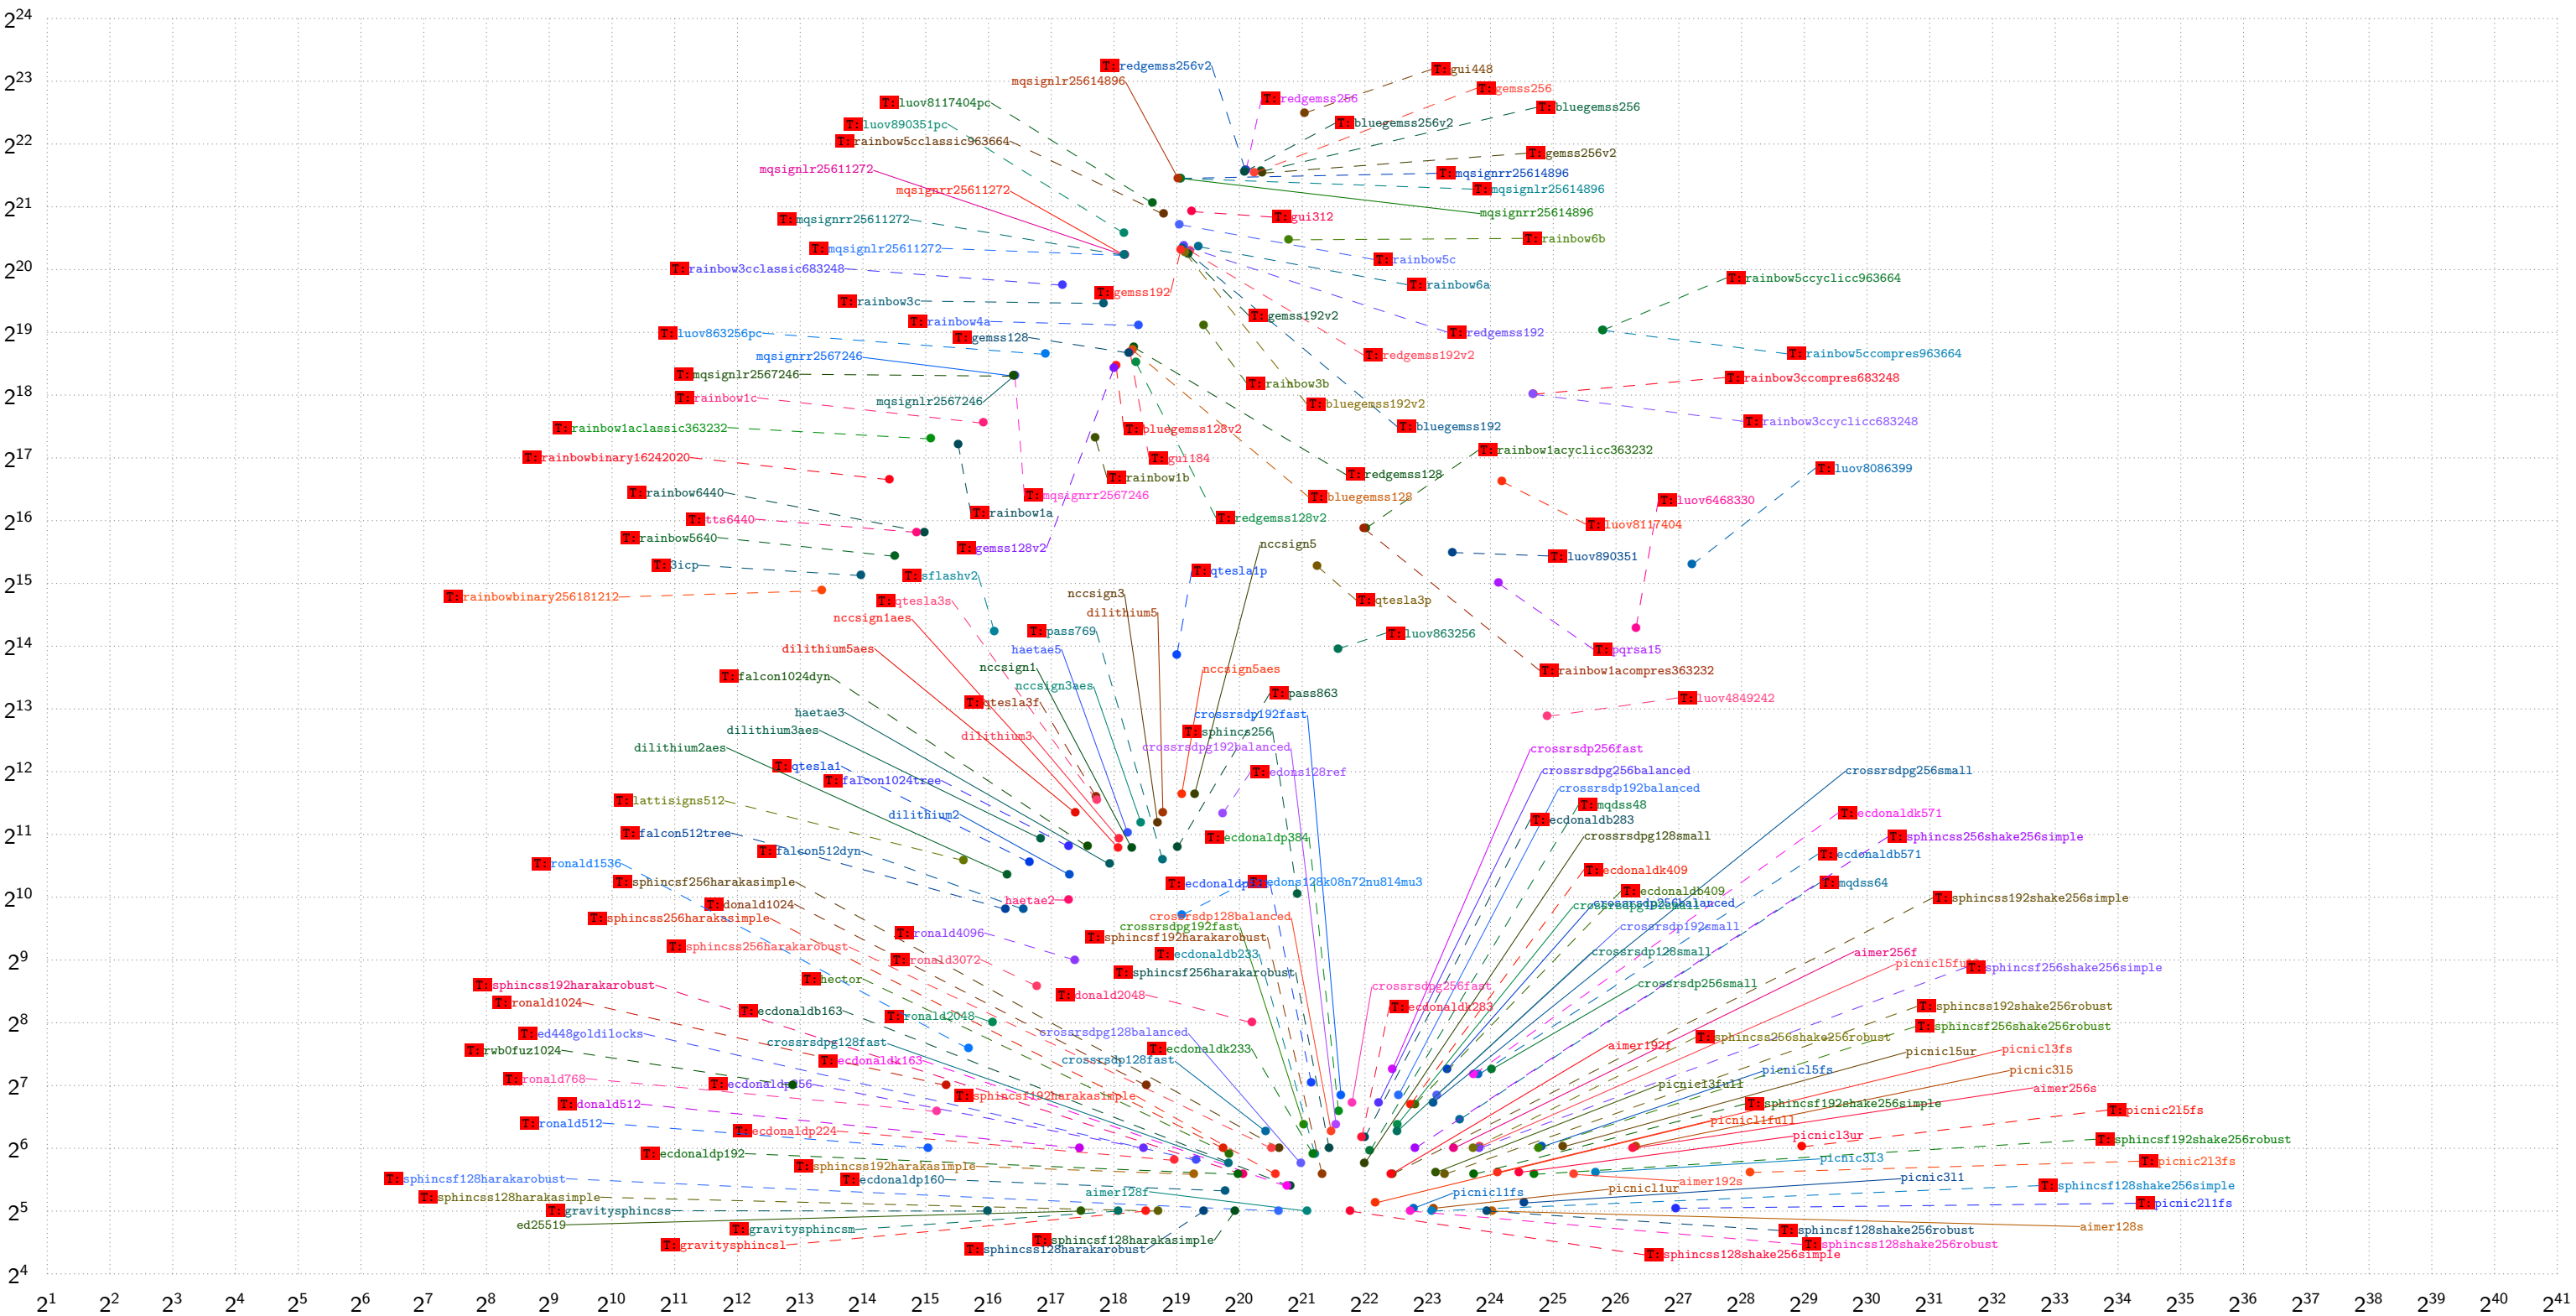 2^24
2^23
T:redgemss256v2
T:gui448
mqsignlr25614896
T:gemss256
T:luov8117404pc
T:redgemss256
T:bluegemss256
T:luov890351pc
T:bluegemss256v2
2^22
T:rainbow5cclassic963664
T:gemss256v2
mqsignlr25611272
T:mqsignrr25614896
mqsignrr25611272
T:mqsignlr25614896
2^21
T:mqsignrr25611272
T:gui312
mqsignrr25614896
T:mqsignlr25611272
T:rainbow6b
T:rainbow5c
2^20
T:rainbow3cclassic683248
T:rainbow5ccyclicc963664
T:gemss192
T:rainbow6a
T:rainbow3c
T:gemss192v2
T:rainbow4a
2^19
T:luov863256pc
T:gemss128
T:redgemss192
mqsignrr2567246
T:redgemss192v2
T:rainbow5ccompres963664
T:mqsignlr2567246
T:rainbow3b
T:rainbow3ccompres683248
2^18
T:rainbow1c
mqsignlr2567246
T:bluegemss192v2
T:rainbow1aclassic363232
T:bluegemss128v2
T:bluegemss192
T:rainbow3ccyclicc683248
2^17
T:rainbowbinary16242020
T:gui184
T:rainbow1acyclicc363232
T:rainbow1b
T:redgemss128
T:luov8086399
T:rainbow6440
T:mqsignrr2567246
T:bluegemss128
T:luov6468330
2^16
T:tts6440
T:rainbow1a
T:redgemss128v2
T:luov8117404
T:rainbow5640
T:gemss128v2
nccsign5
T:luov890351
2^15
T:3icp
T:sflashv2
T:qtesla1p
T:rainbowbinary256181212
T:qtesla3s
nccsign3
T:qtesla3p
nccsign1aes
dilithium5
2^14
T:pass769
T:luov863256
dilithium5aes
haetae5
T:pqrsa15
T:falcon1024dyn
nccsign1
nccsign5aes
T:rainbow1acompres363232
2^13
nccsign3aes
T:pass863
T:qtesla3f
T:luov4849242
haetae3
crossrsdp192fast
dilithium3aes
dilithium3
T:sphincs256
dilithium2aes
crossrsdpg192balanced
crossrsdp256fast
2^12
T:qtesla1
T:falcon1024tree
T:edons128ref
crossrsdpg256balanced
crossrsdpg256small
T:lattisigns512
crossrsdp192balanced
dilithium2
T:mqdss48
T:ecdonaldk571
2^11
T:falcon512tree
T:ecdonaldp384
T:ecdonaldb283
crossrsdpg128small
T:sphincss256shake256simple
T:ronald1536
T:falcon512dyn
T:ecdonaldk409
T:ecdonaldb571
2^10
T:sphincsf256harakasimple
T:edons128k08n72nu8l4mu3
T:ecdonaldb409
T:mqdss64
T:donald1024
haetae2
crossrsdp256balanced
T:sphincss192shake256simple
T:sphincss256harakasimple
crossrsdp128balanced
crossrsdpg192fast
crossrsdp192small
T:ronald4096
T:sphincsf192harakarobust
2^9
T:sphincss256harakarobust
T:ronald3072
T:ecdonaldb233
crossrsdp128small
aimer256f
T:hector
T:sphincsf256harakarobust
T:sphincsf256shake256simple
T:sphincss192harakarobust
T:donald2048
crossrsdpg256fast
crossrsdp256small
2^8
T:ronald1024
T:ecdonaldb163
T:ronald2048
T:ecdonaldk283
T:sphincss192shake256robust
T:ed448goldilocks
crossrsdpg128balanced
T:sphincss256shake256robust
T:sphincsf256shake256robust
T:rwb0fuz1024
crossrsdpg128fast
T:ecdonaldk233
aimer192f
picnicl5ur
picnicl3fs
2^7
T:ronald768
T:ecdonaldk163
crossrsdp128fast
picnicl5fs
picnic3l5
T:ecdonaldp256
T:sphincss192harakasimple
picnicl3full
aimer256s
T:donald512
T:sphincsf192shake256simple
T:picnic2l5fs
T:ronald512
T:ecdonaldp224
picnicl1full
picnicl3ur
T:sphincsf192shake256robust
2^6
T:ecdonaldp192
T:sphincss192harakasimple
picnic3l3
T:picnic2l3fs
T:sphincsf128harakarobust
T:ecdonaldp160
aimer192s
picnic3l1
T:sphincsf128shake256simple
T:sphincss128harakasimple
aimer128f
picnicl1fs
picnicl1ur
T:picnic2l1fs
2^5
T:gravitysphincss
ed25519
T:gravitysphincsm
T:sphincsf128harakasimple
T:sphincss128shake256robust
aimer128s
T:gravitysphincsl
T:sphincss128harakarobust
T:sphincss128shake256robust
T:sphincss128shake256simple
2^4
2^1 2^2 2^3 2^4 2^5 2^6 2^7 2^8 2^9 2^10 2^11 2^12 2^13 2^14 2^15 2^16 2^17 2^18 2^19 2^20 2^21 2^22 2^23 2^24 2^25 2^26 2^27 2^28 2^29 2^30 2^31 2^32 2^33 2^34 2^35 2^36 2^37 2^38 2^39 2^40 2^41